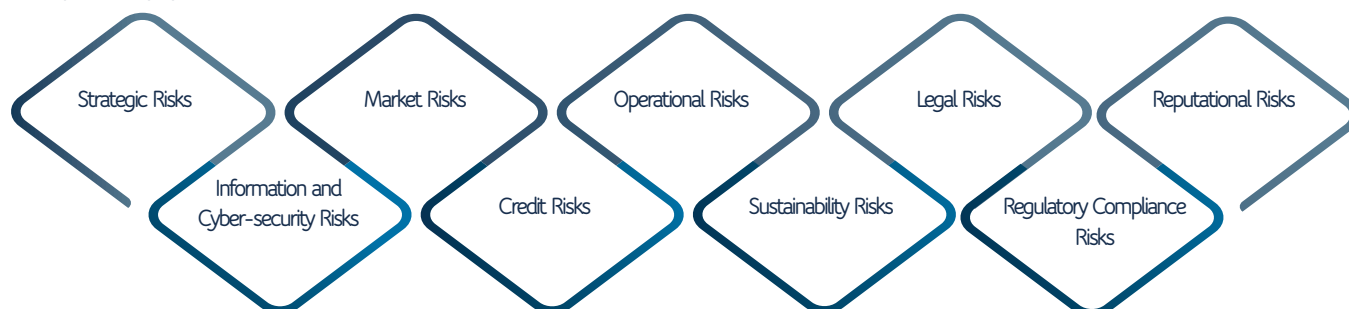 Strategic Risks
Market Risks
Operational Risks
Legal Risks
Reputational Risks
Information and
Cyber-security Risks
Credit Risks
Sustainability Risks
Regulatory Compliance
Risks